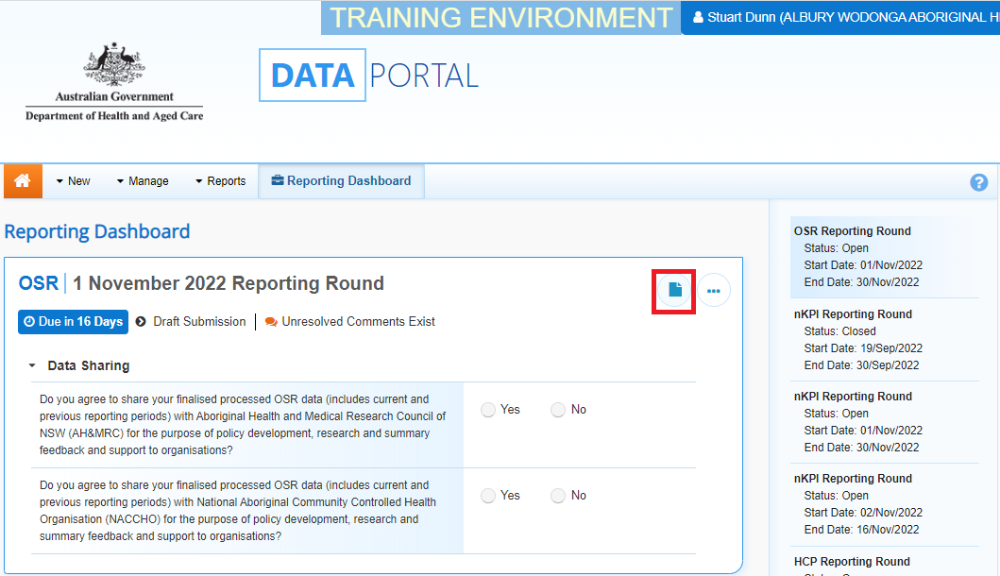 TRAINING ENVIRONMENT
Stuart Dunn (ALBURY WODONGA ABORIGINAL H
Australian Government
Department of Health and Aged Care
DATA PORTAL
New
Manage
Reports
Reporting Dashboard
?
Reporting Dashboard
OSR | 1 November 2022 Reporting Round
Due in 16 Days
Draft Submission
Unresolved Comments Exist
Data Sharing
Do you agree to share your finalised processed OSR data (includes current and
previous reporting periods) with Aboriginal Health and Medical Research Council of
NSW (AH&MRC) for the purpose of policy development, research and summary
feedback and support to organisations?
Yes
No
Do you agree to share your finalised processed OSR data (includes current and
previous reporting periods) with National Aboriginal Community Controlled Health
Organisation (NACCHO) for the purpose of policy development, research and
summary feedback and support to organisations?
Yes
No
OSR Reporting Round
Status: Open
Start Date: 01/Nov/2022
End Date: 30/Nov/2022
nKPI Reporting Round
Status: Closed
Start Date: 19/Sep/2022
End Date: 30/Sep/2022
nKPI Reporting Round
Status: Open
Start Date: 01/Nov/2022
End Date: 30/Nov/2022
nKPI Reporting Round
Status: Open
Start Date: 02/Nov/2022
End Date: 16/Nov/2022
HCP Reporting Round